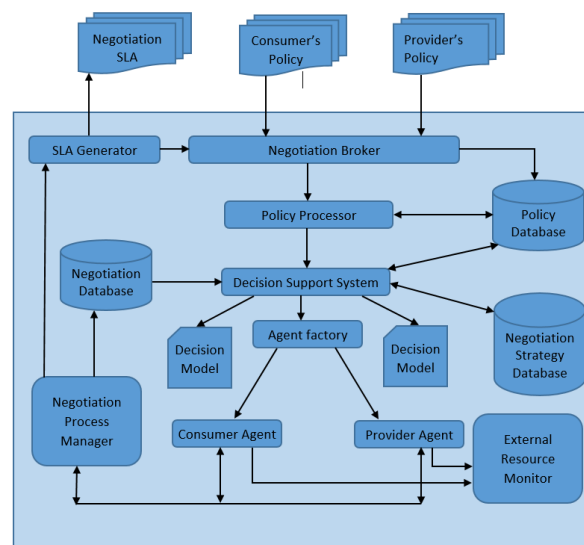 Negotiation
SLA
Consumer's
Policy
Provider's
Policy
SLA Generator
Negotiation Broker
Policy Processor
Policy
Database
Negotiation
Database
Decision Support System
Decision
Model
Agent factory
Decision
Model
Negotiation
Strategy
Database
Negotiation
Process
Manager
Consumer Agent
Provider Agent
External
Resource
Monitor